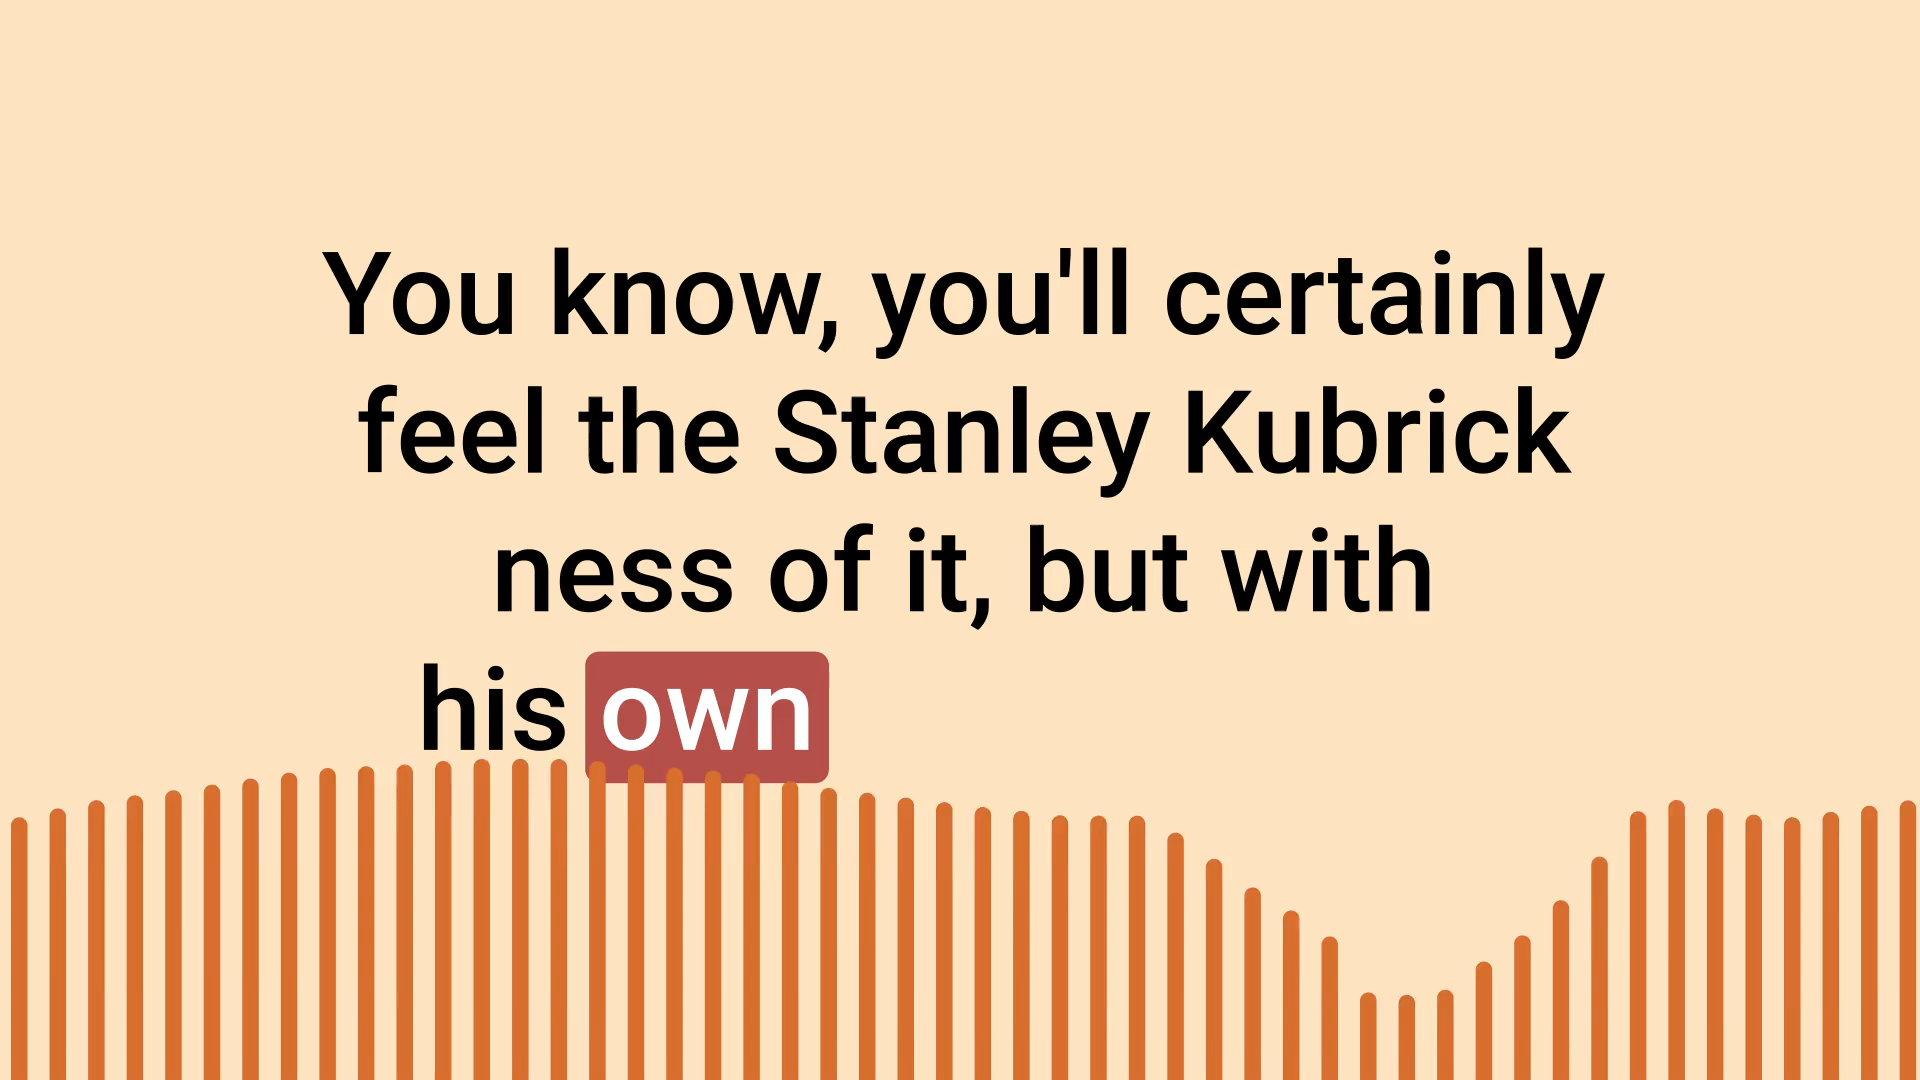 You know, you'll certainly
feel the Stanley Kubrick
ness of it, but with
his own